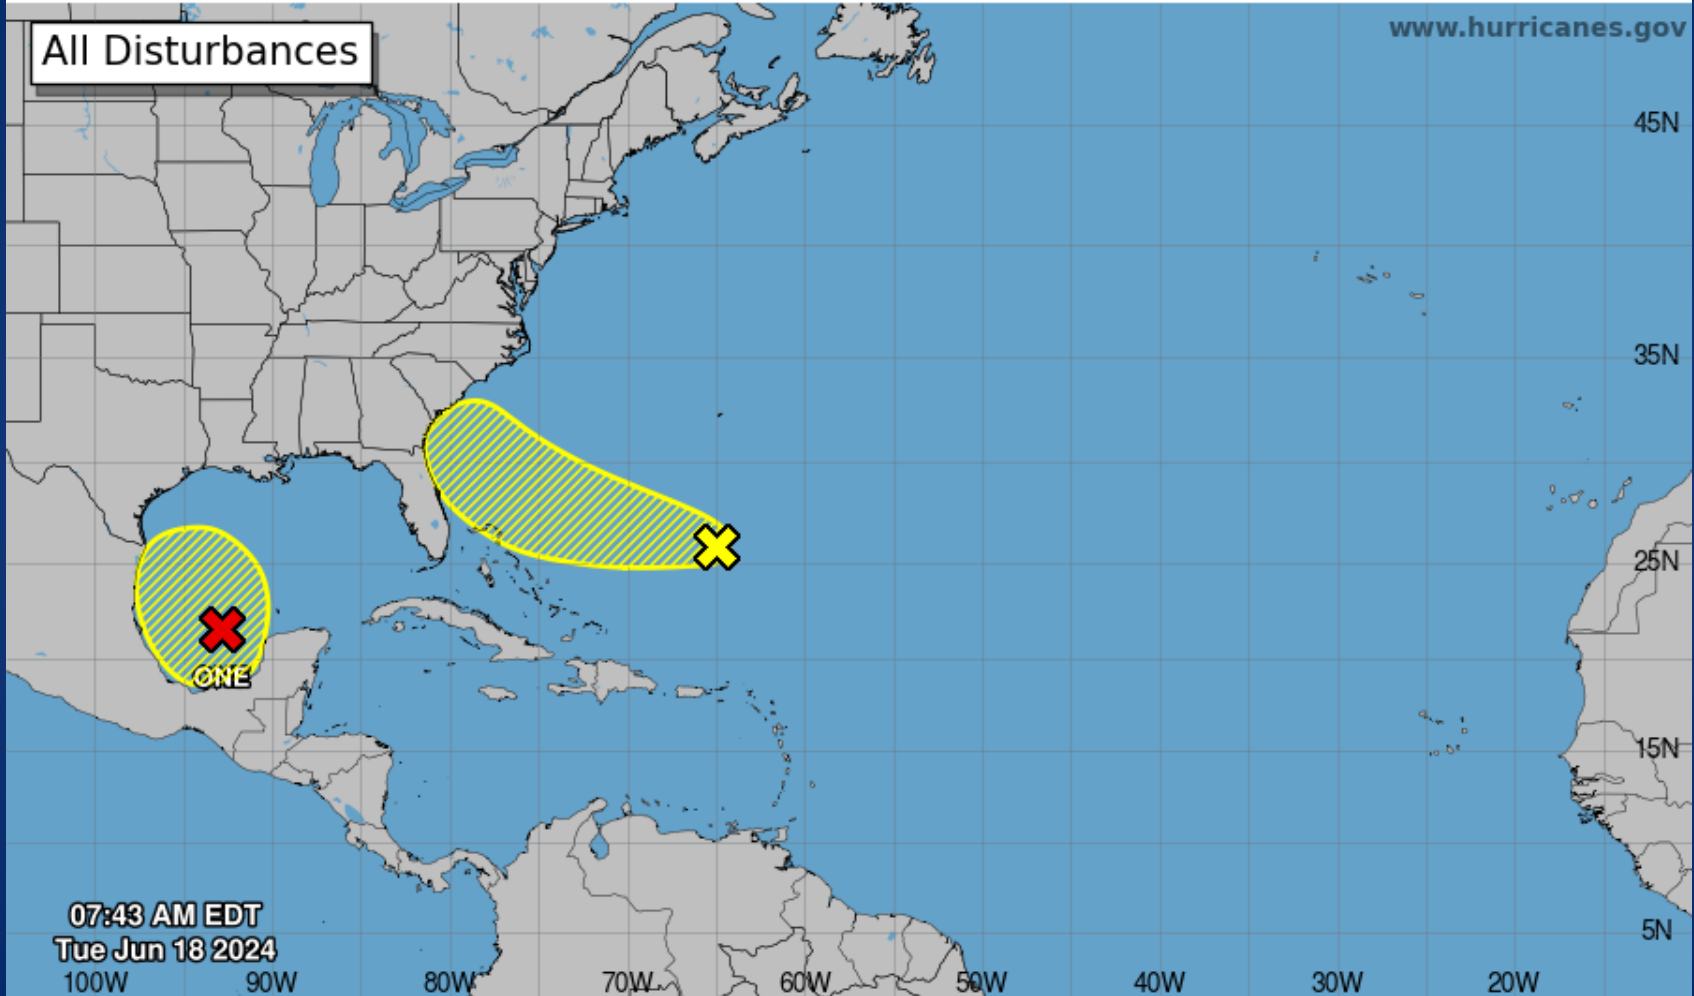 All Disturbances
www.hurricanes.gov
45N
35N
25N
ONE
15N
07:43 AM EDT
Tue Jun 18 2024
5N
100W 90W 80W 70W 60W 50W 40W 30W 20W